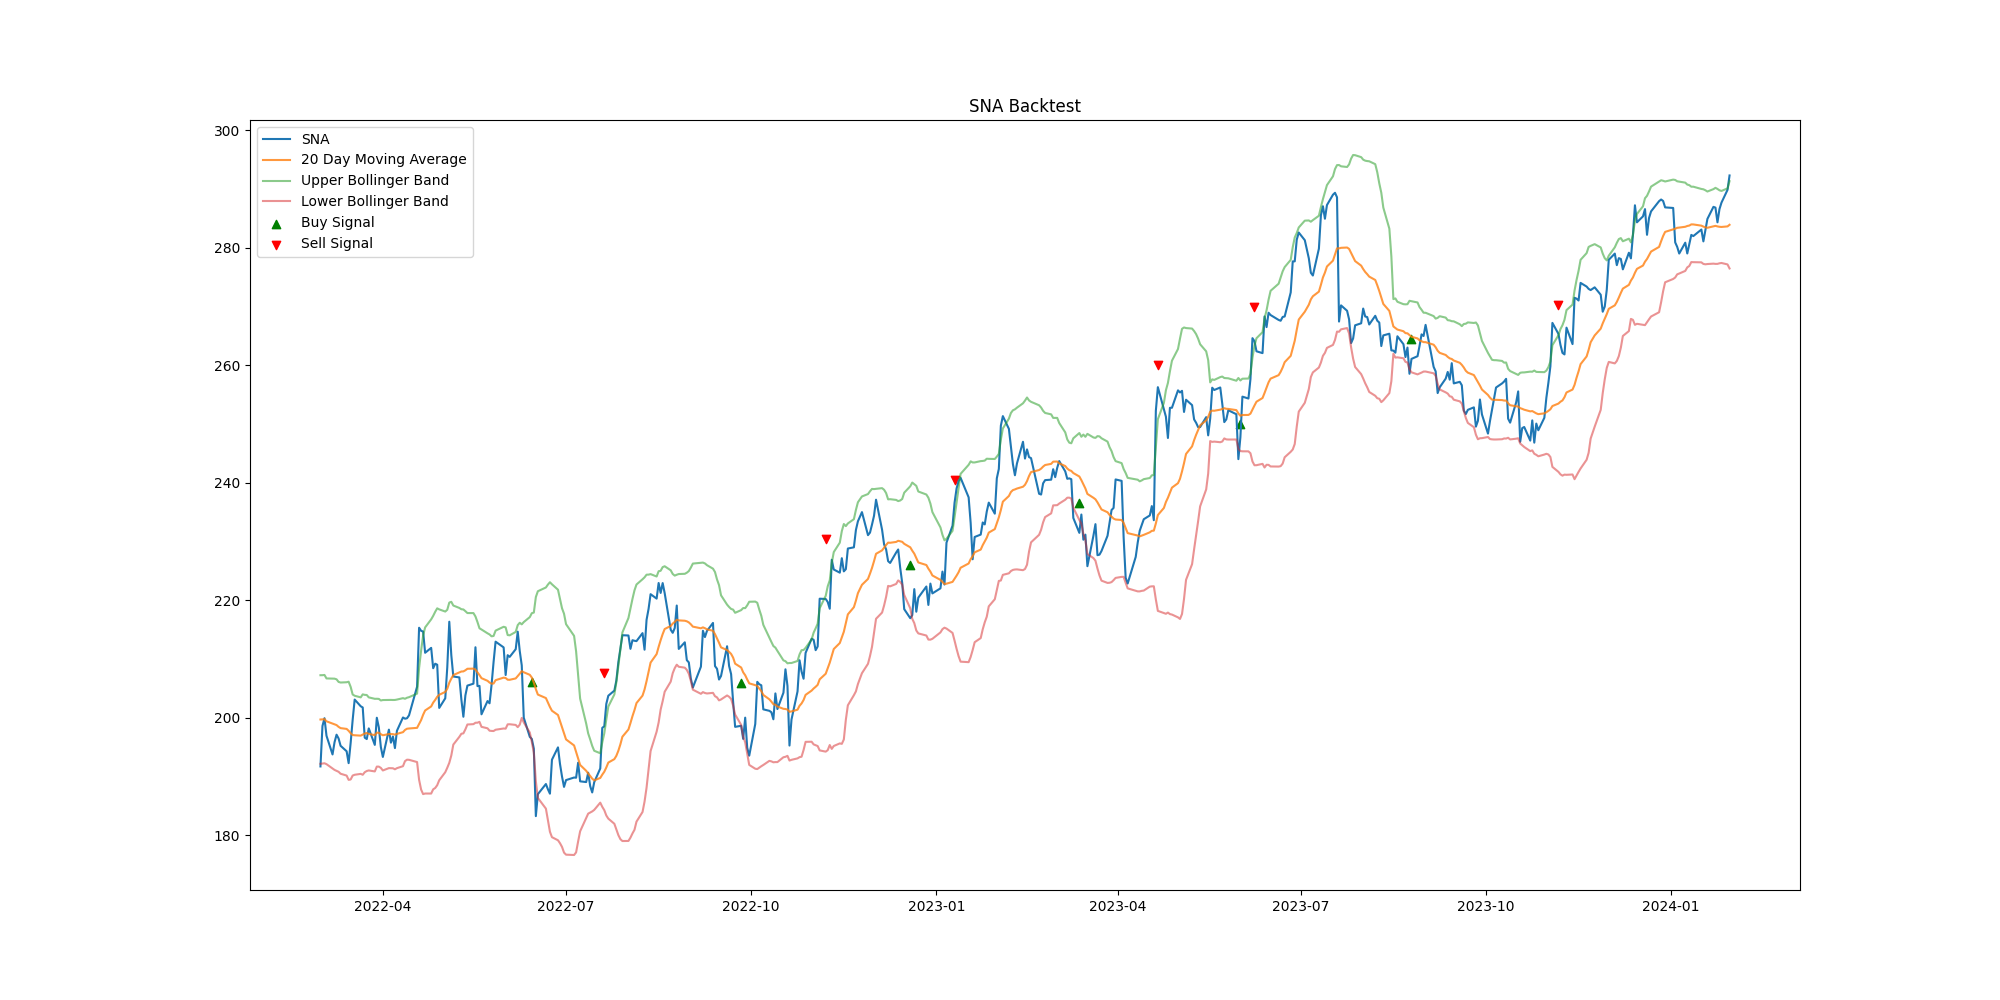 SNA Backtest
300
280
260
240
220
200
180
SNA
20 Day Moving Average
Upper Bollinger Band
Lower Bollinger Band
Buy Signal
Sell Signal
2022-04 2022-07 2022-10 2023-01 2023-04 2023-07 2023-10 2024-01